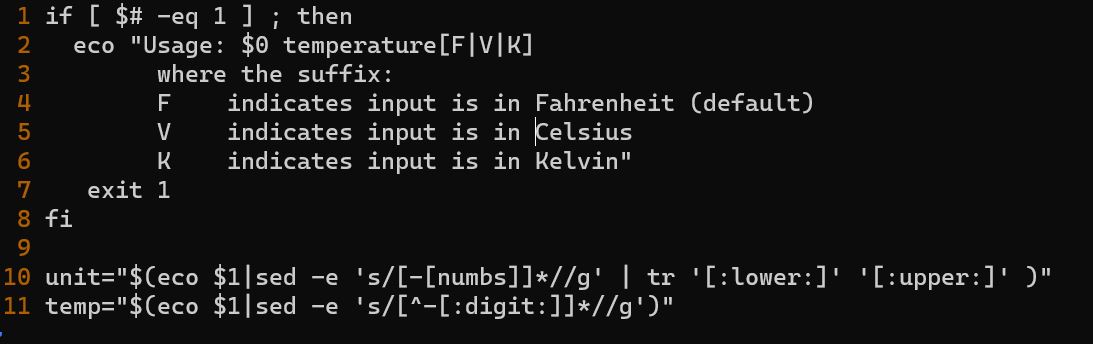 1 if [ $# -eq 1 ] ; then
2   eco "Usage: $0 temperature[F|V|K]
3         where the suffix:
4         F    indicates input is in Fahrenheit (default)
5         V    indicates input is in Celsius
6         K    indicates input is in Kelvin"
7    exit 1
8 fi
9
10 unit="$(eco $1|sed -e 's/[-[numbs]]*//g' | tr '[:lower:]' '[:upper:]' )"
11 temp="$(eco $1|sed -e 's/[^-[:digit:]]*//g')"